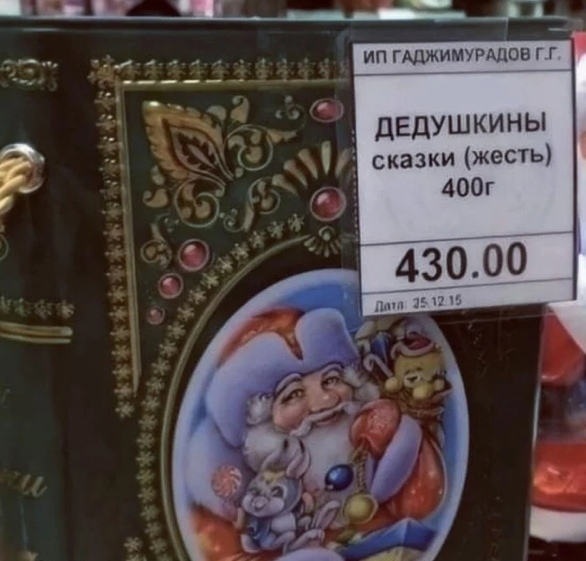 ИП ГАДЖИМУРАДОВ Г.Г.
ДЕДУШКИНЫ
сказки (жесть)
400г
430.00
Дата: 25.12.15